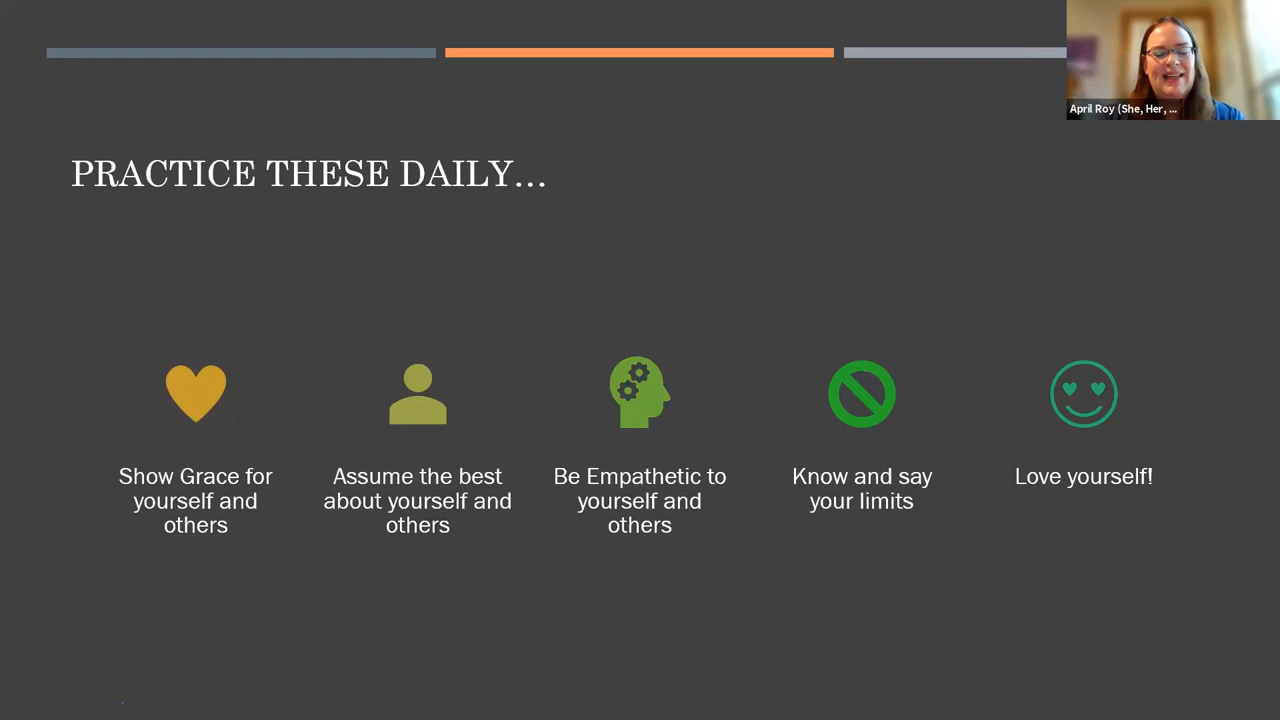 April Roy (She, Her, ...
PRACTICE THESE DAILY...
Show Grace for
yourself and
others
Assume the best
about yourself and
others
Be Empathetic to
yourself and
others
Know and say
your limits
Love yourself!